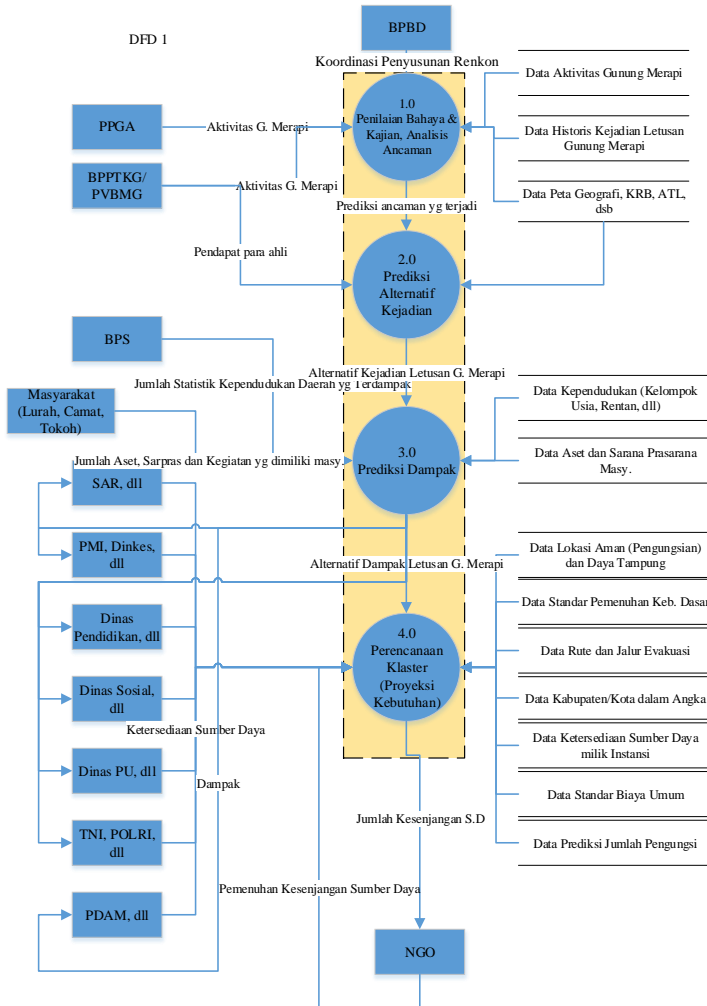 DFD 1
BPBD
Koordinasi Penyusunan Renkon
1.0
Penilaian Bahaya &
Kajian, Analisis
Ancaman
PPGA
Aktivitas G. Merapi
BPPTKG/
PVBMG
Aktivitas G. Merapi
Data Aktivitas Gunung Merapi
Data Historis Kejadian Letusan
Gunung Merapi
Data Peta Geografi, KRB, ATL,
dsb
Prediksi ancaman yg terjadi
Pendapat para ahli
2.0
Prediksi
Alternatif
Kejadian
BPS
Alternatif Kejadian Letusan G. Merapi
Jumlah Statistik Kependudukan Daerah yg Terdampak
Masyarakat
(Lurah, Camat,
Tokoh)
Data Kependudukan (Kelompok
Usia, Rentan, dll)
3.0
Prediksi Dampak
Jumlah Aset, Sarpras dan Kegiatan yg dimiliki masy.
Data Aset dan Sarana Prasarana
Masy.
SAR, dll
PMI, Dinkes,
dll
Alternatif Dampak Letusan G. Merapi
Data Lokasi Aman (Pengungsian)
dan Daya Tampung
Data Standar Pemenuhan Keb. Dasar
Dinas
Pendidikan, dll
4.0
Perencanaan
Klaster
(Proyeksi
Kebutuhan)
Data Rute dan Jalur Evakuasi
Dinas Sosial,
dll
Data Kabupaten/Kota dalam Angka
Ketersediaan Sumber Daya
Data Ketersediaan Sumber Daya
milik Instansi
Dinas PU, dll
Dampak
Data Standar Biaya Umum
Jumlah Kesenjangan S.D
TNI, POLRI,
dll
Data Prediksi Jumlah Pengungsi
Pemenuhan Kesenjangan Sumber Daya
PDAM, dll
NGO